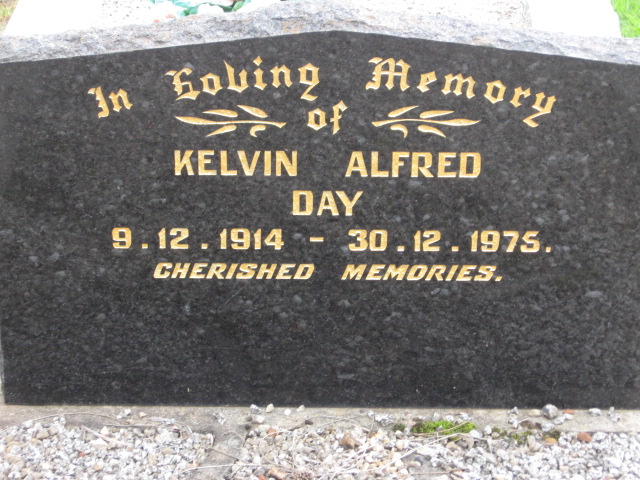 In Loving Memory
of
KELVIN ALFRED
DAY
9.12.1914 - 30.12.1975.
CHERISHED MEMORIES.